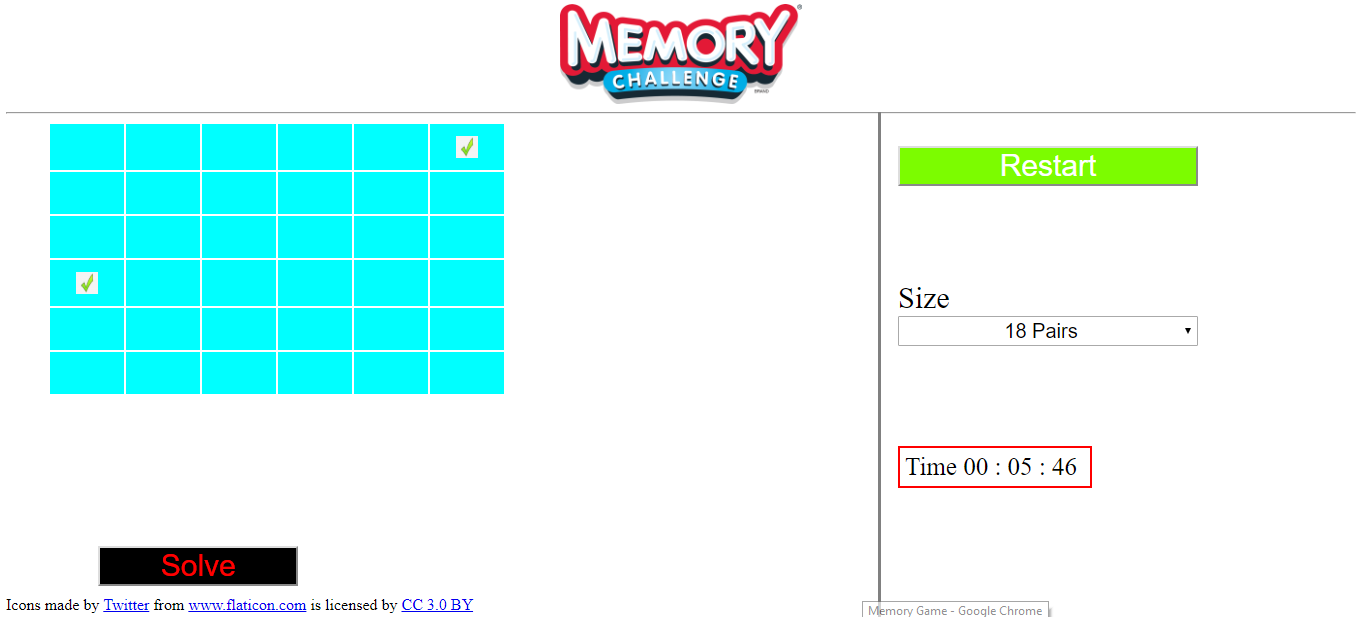 MEMORY
CHALLENGE
BRAND
Restart
Size
18 Pairs
Time 00 : 05 : 46
Solve
Icons made by Twitter from www.flaticon.com is licensed by CC 3.0 BY
Memory Game - Google Chrome